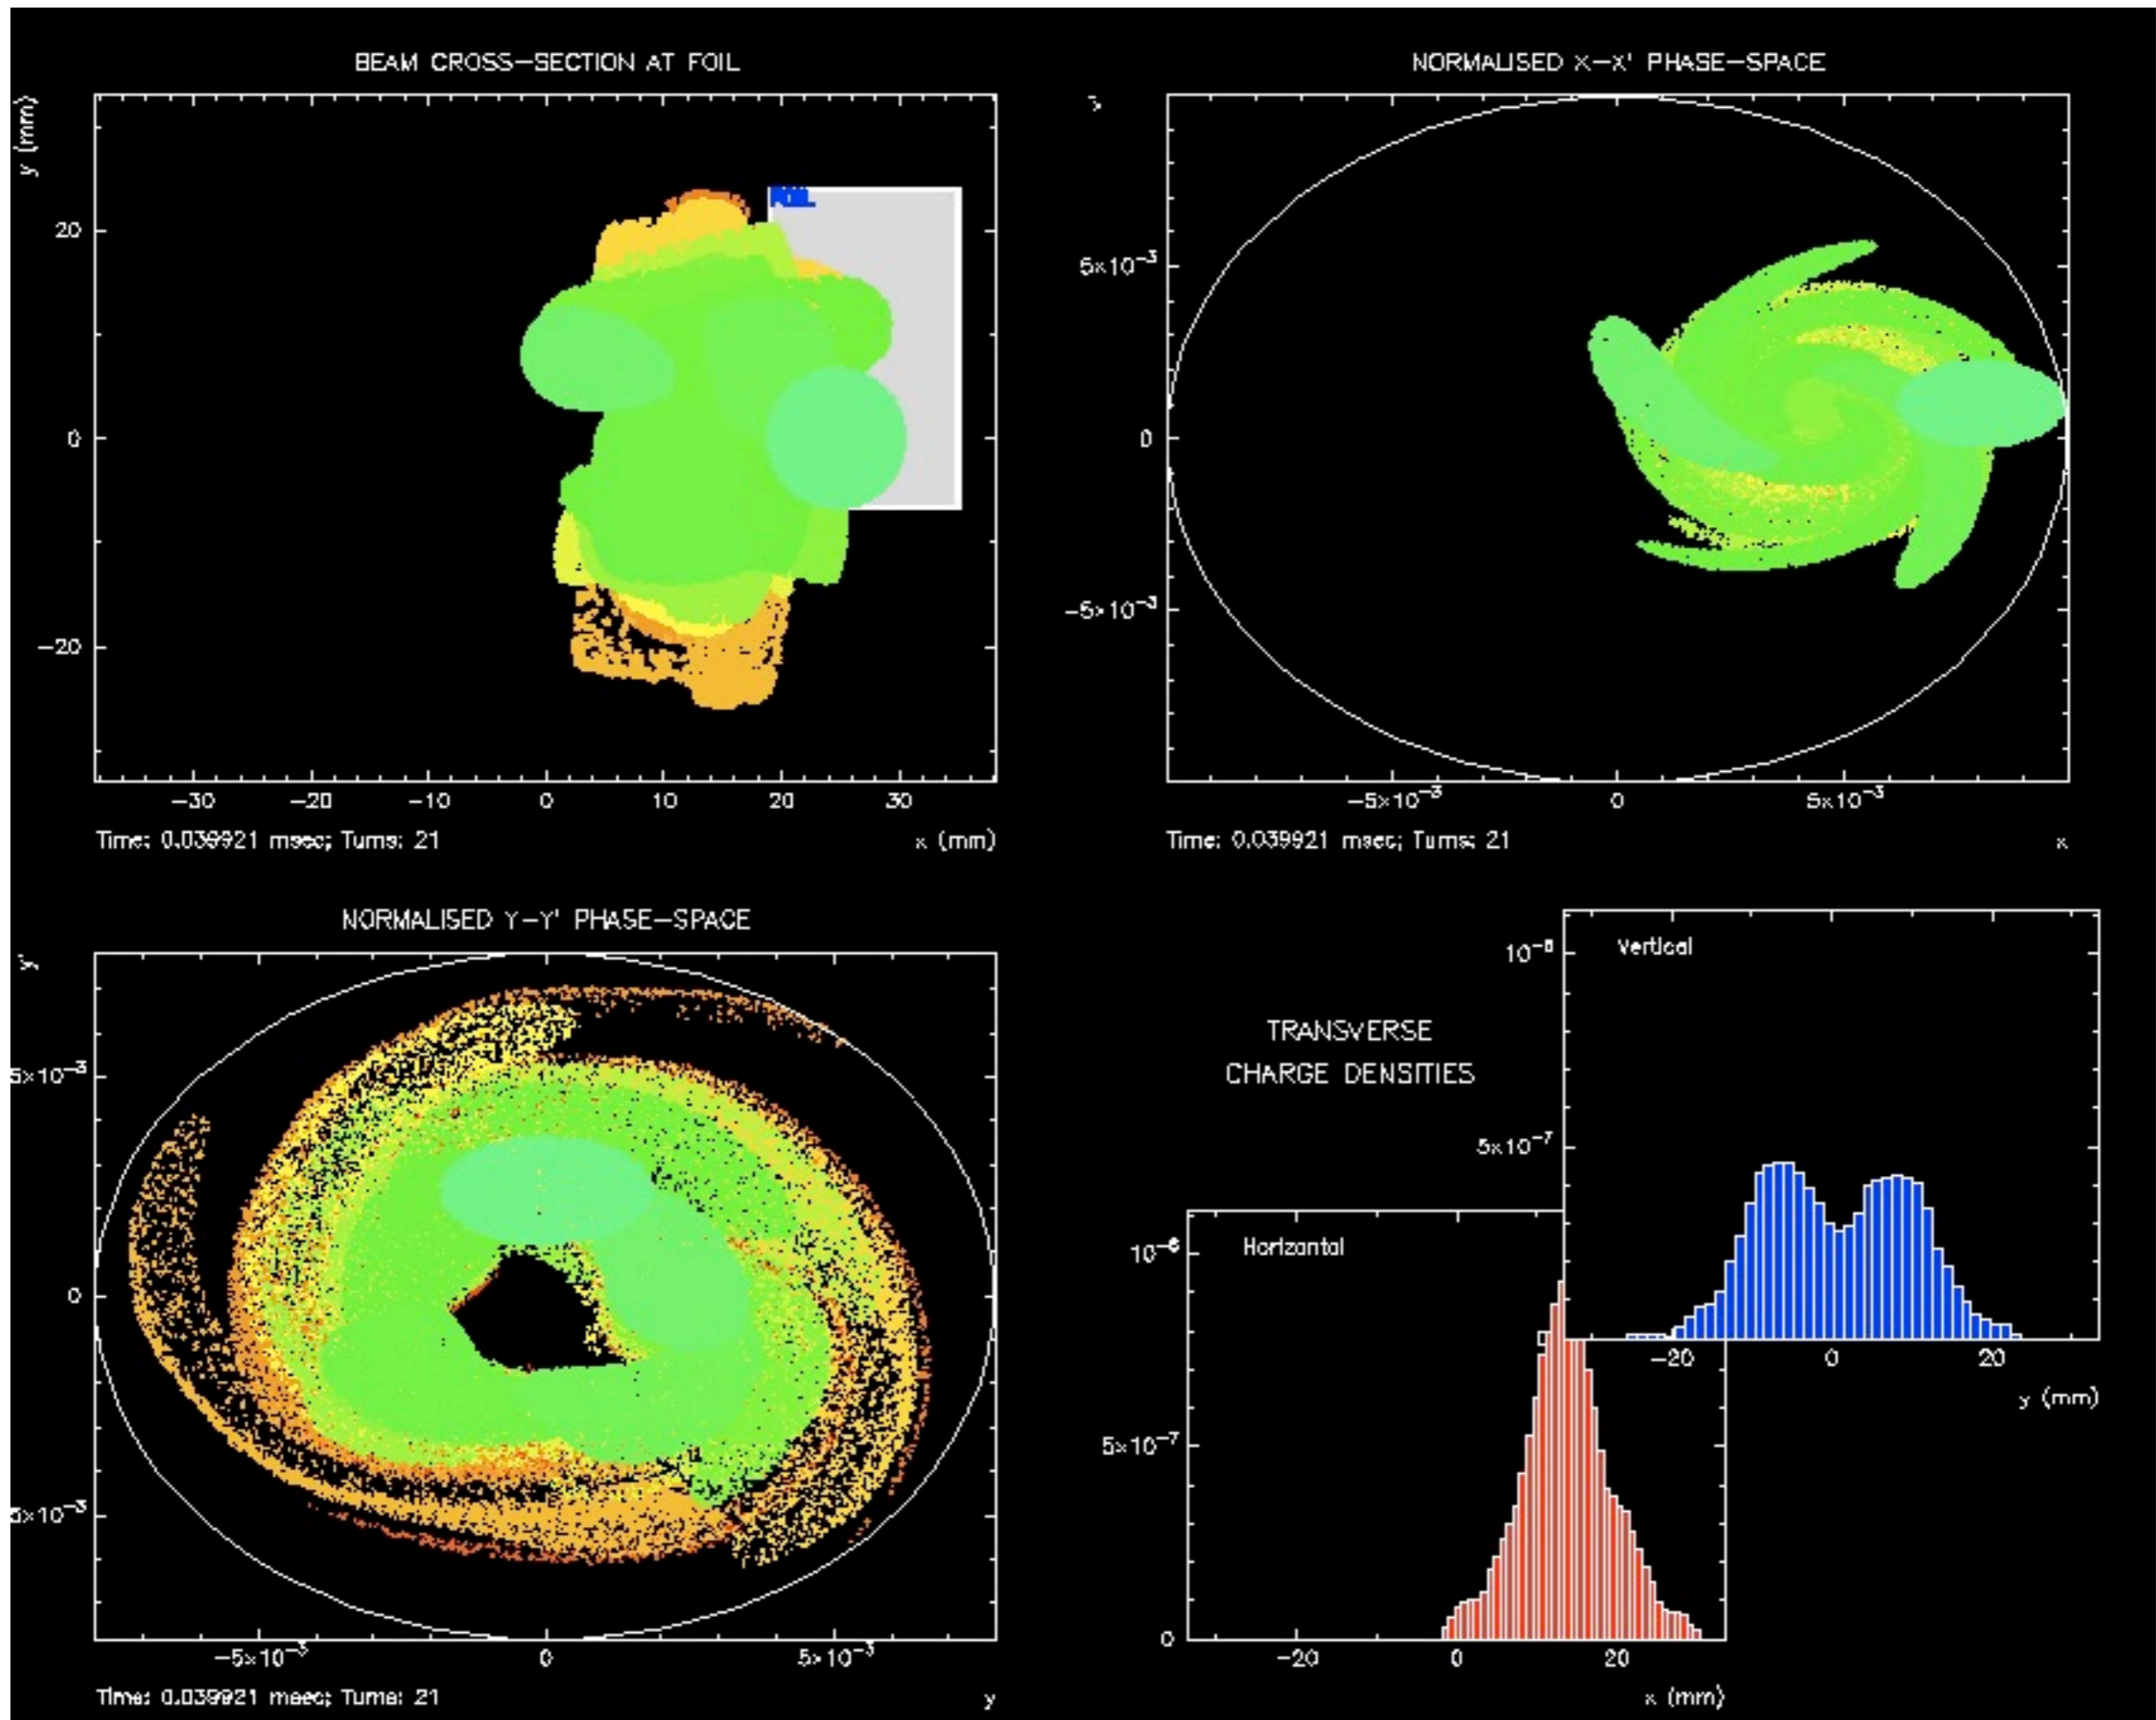 BEAM CROSS-SECTION AT FOIL
y (mm)
20
0
-20
-30 -20 -10 0 10 20 30
Time: 0.039921 msec; Turns: 21 x (mm)
NORMALISED X-X' PHASE-SPACE
5×10⁻³
0
-5×10⁻³
-5×10⁻³ 0 5×10⁻³
Time: 0.039921 msec; Turns: 21 x
NORMALISED Y-Y' PHASE-SPACE
5×10⁻³
0
5×10⁻³
-5×10⁻³ 0 5×10⁻³
Time: 0.039921 msec; Turns: 21 y
TRANSVERSE
CHARGE DENSITIES
Vertical
5×10⁻⁷
-20 0 20
y (mm)
Horizontal
10⁻⁶
5×10⁻⁷
0
-20 0 20
x (mm)